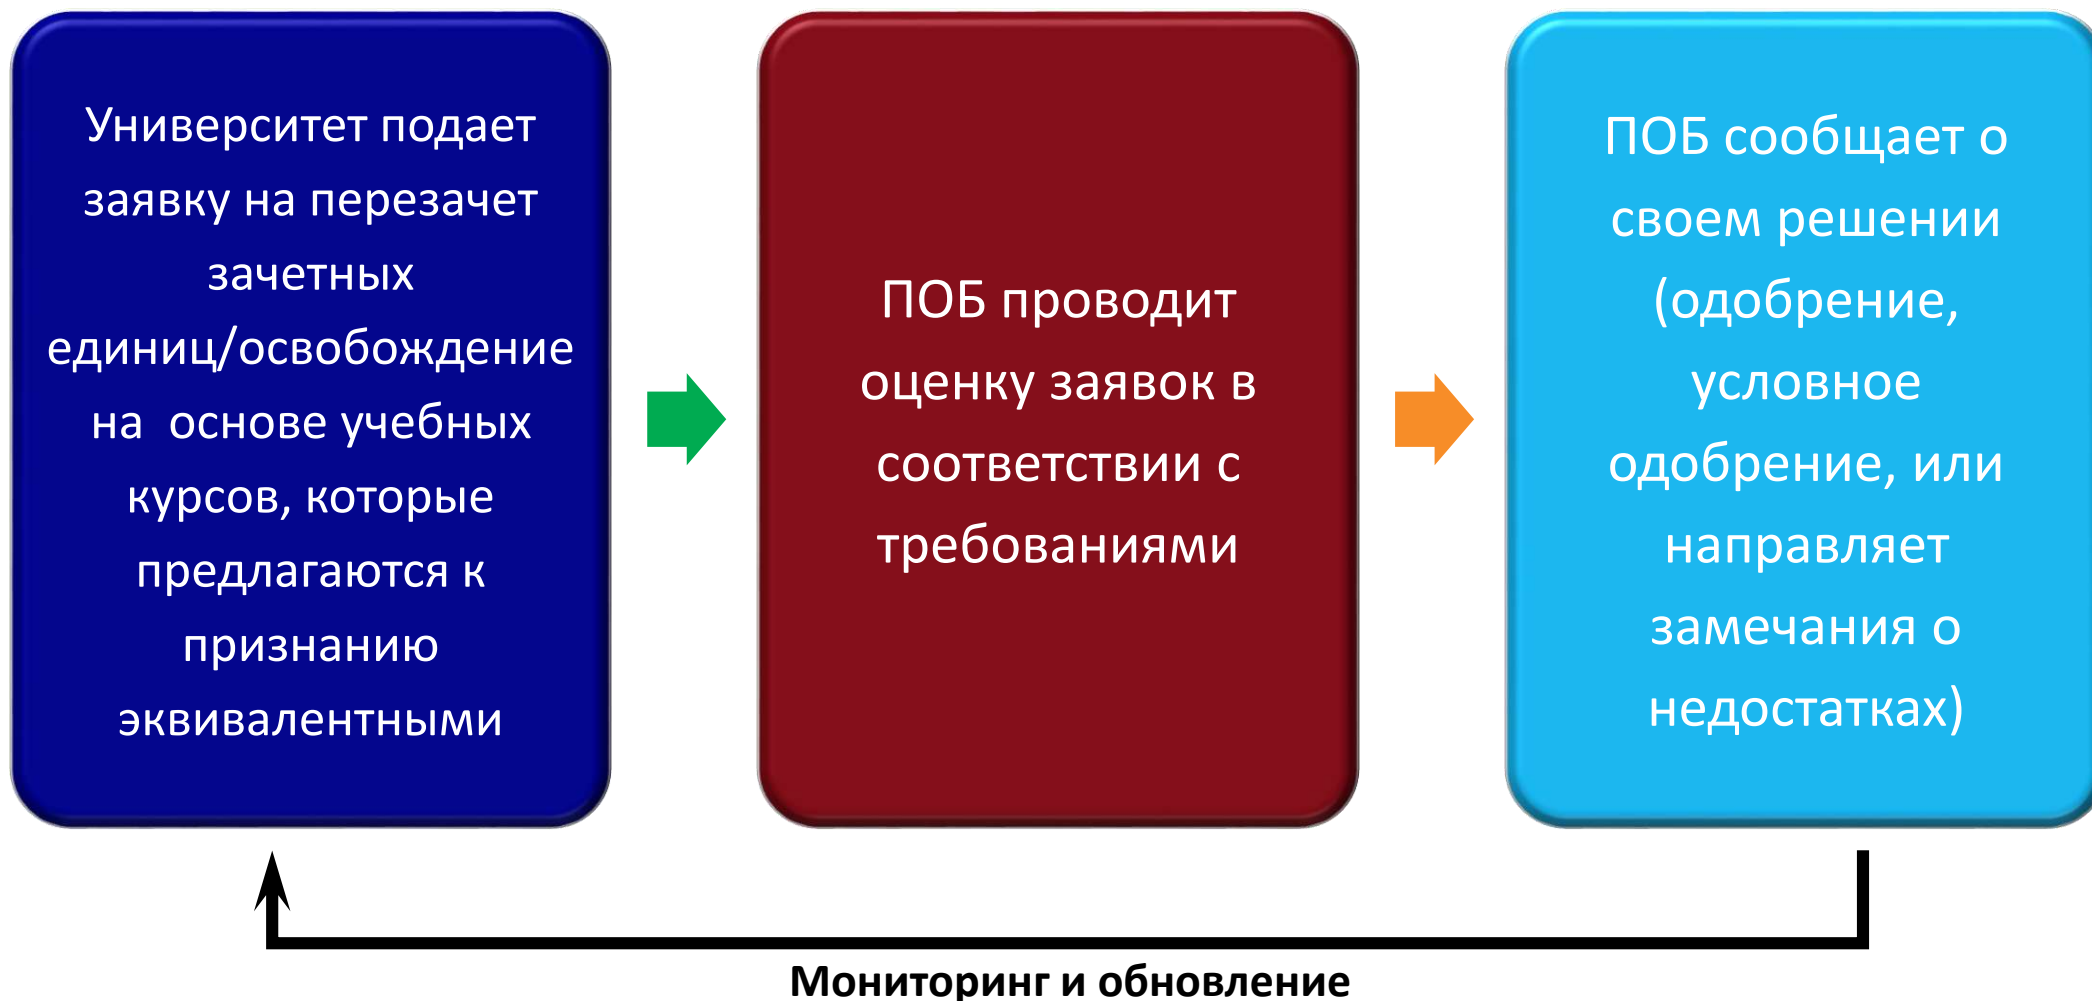 Университет подает
заявку на перезачет
зачетных
единиц/освобождение
на основе учебных
курсов, которые
предлагаются к
признанию
эквивалентными
ПОБ проводит
оценку заявок в
соответствии с
требованиями
ПОБ сообщает о
своем решении
(одобрение,
условное
одобрение, или
направляет
замечания о
недостатках)
Мониторинг и обновление